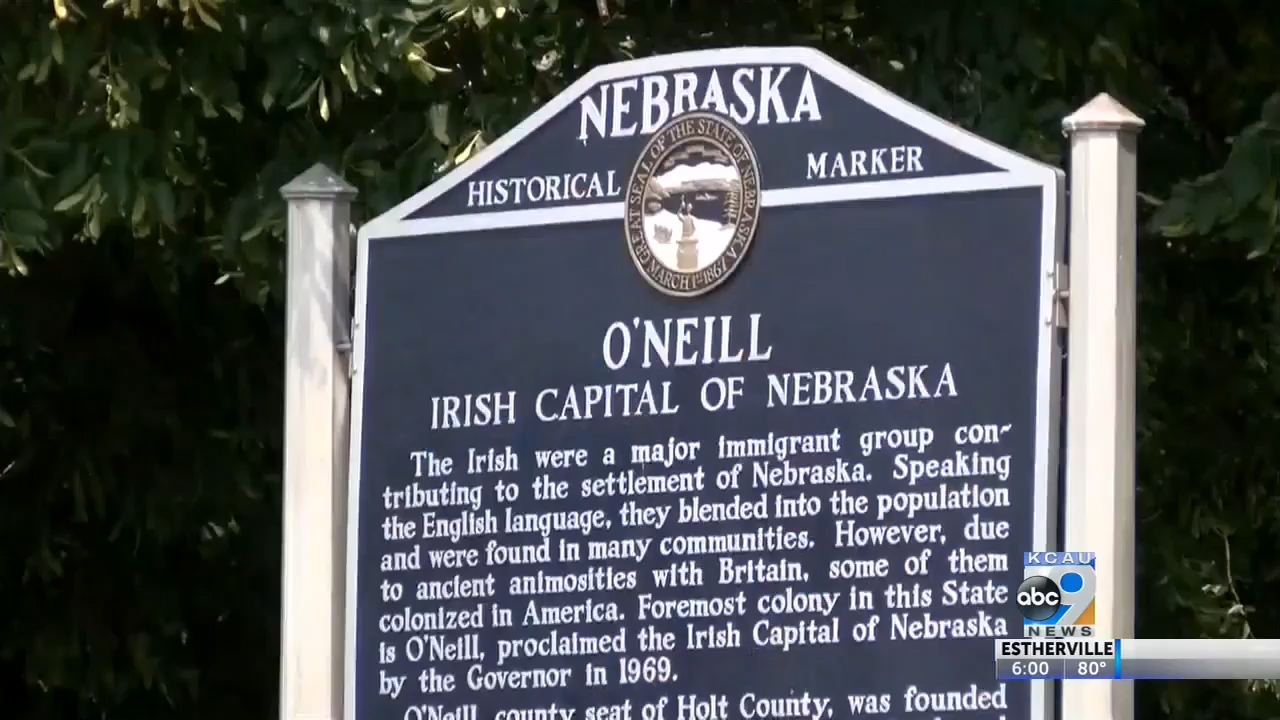 NEBRASKA
HISTORICAL MARKER
GREAT SEAL OF THE STATE OF NEBRASKA
MARCH 1ST 1867
O'NEILL
IRISH CAPITAL OF NEBRASKA
The Irish were a major immigrant group con-
tributing to the settlement of Nebraska. Speaking
the English language, they blended into the population
and were found in many communities. However, due
to ancient animosities with Britain, some of them
colonized in America. Foremost colony in this State
is O'Neill, proclaimed the Irish Capital of Nebraska
by the Governor in 1969.
O'Neill, county seat of Holt County, was founded
KCAU
abc 9
NEWS
ESTHERVILLE
6:00 80°